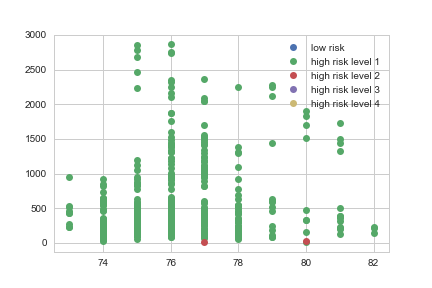 3000
2500
2000
1500
1000
500
0
74
76
78
80
82
low risk
high risk level 1
high risk level 2
high risk level 3
high risk level 4